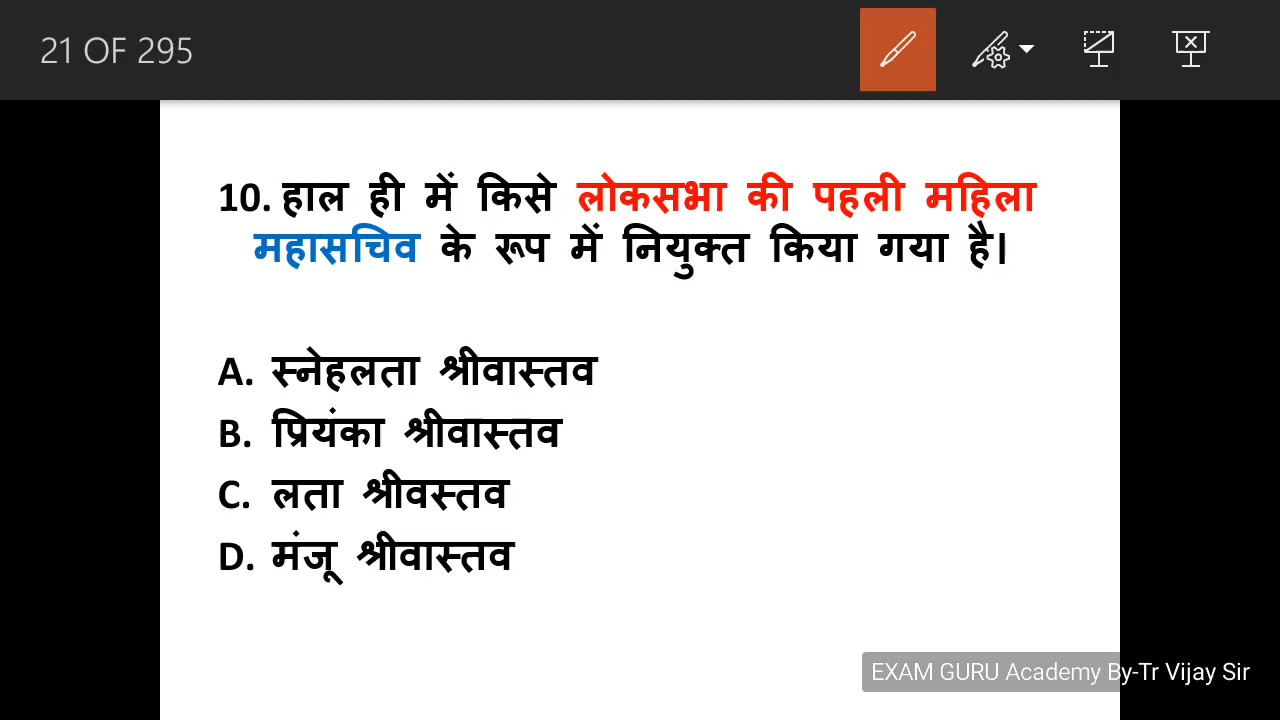 21 OF 295
10. हाल ही में किसे लोकसभा की पहली महिला
महासचिव के रूप में नियुक्त किया गया है।
A. स्नेहलता श्रीवास्तव
B. प्रियंका श्रीवास्तव
C. लता श्रीवस्तव
D. मंजू श्रीवास्तव
EXAM GURU Academy By-Tr Vijay Sir